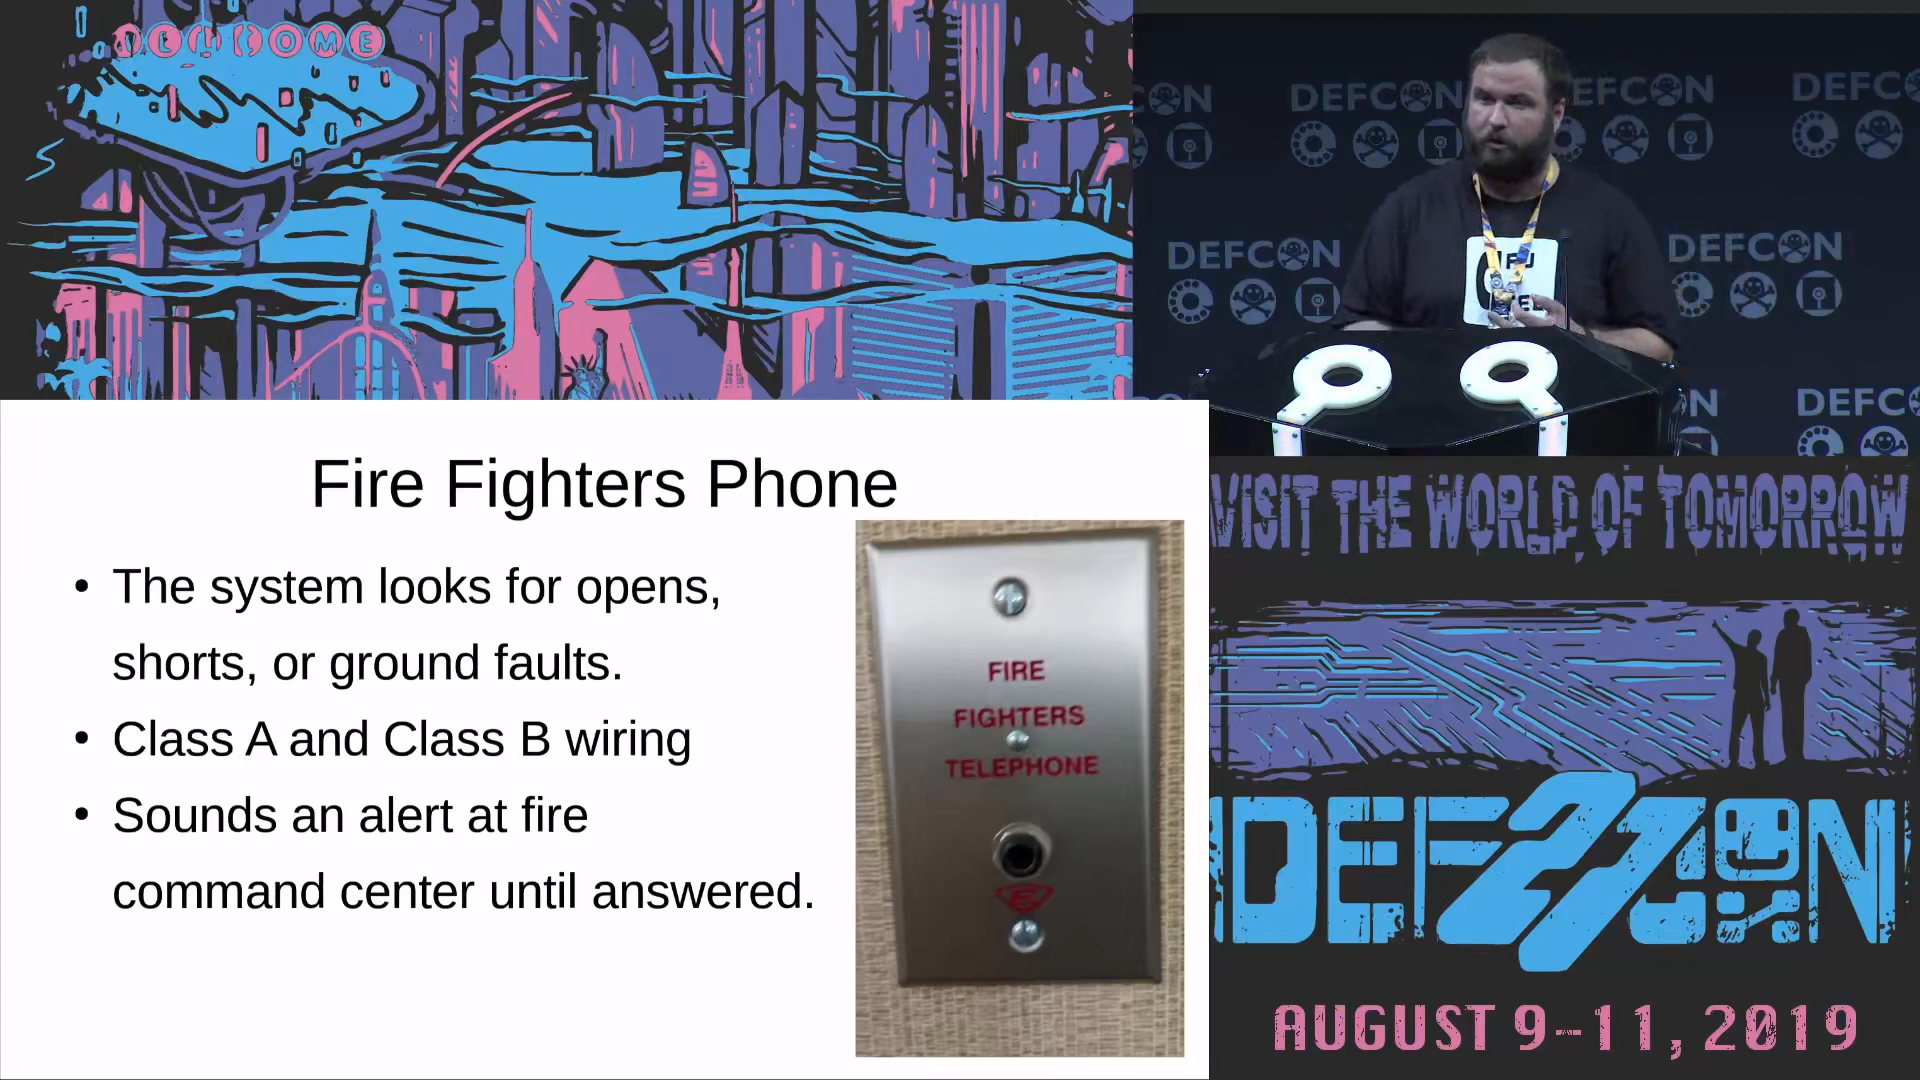 WELCOME
DEFCON
DEFCON
DEFCON
DEFCON
Fire Fighters Phone
• The system looks for opens,
shorts, or ground faults.
• Class A and Class B wiring
• Sounds an alert at fire
command center until answered.
FIRE
FIGHTERS
TELEPHONE
VISIT THE WORLD OF TOMORROW
DEFCON
27
AUGUST 9-11, 2019